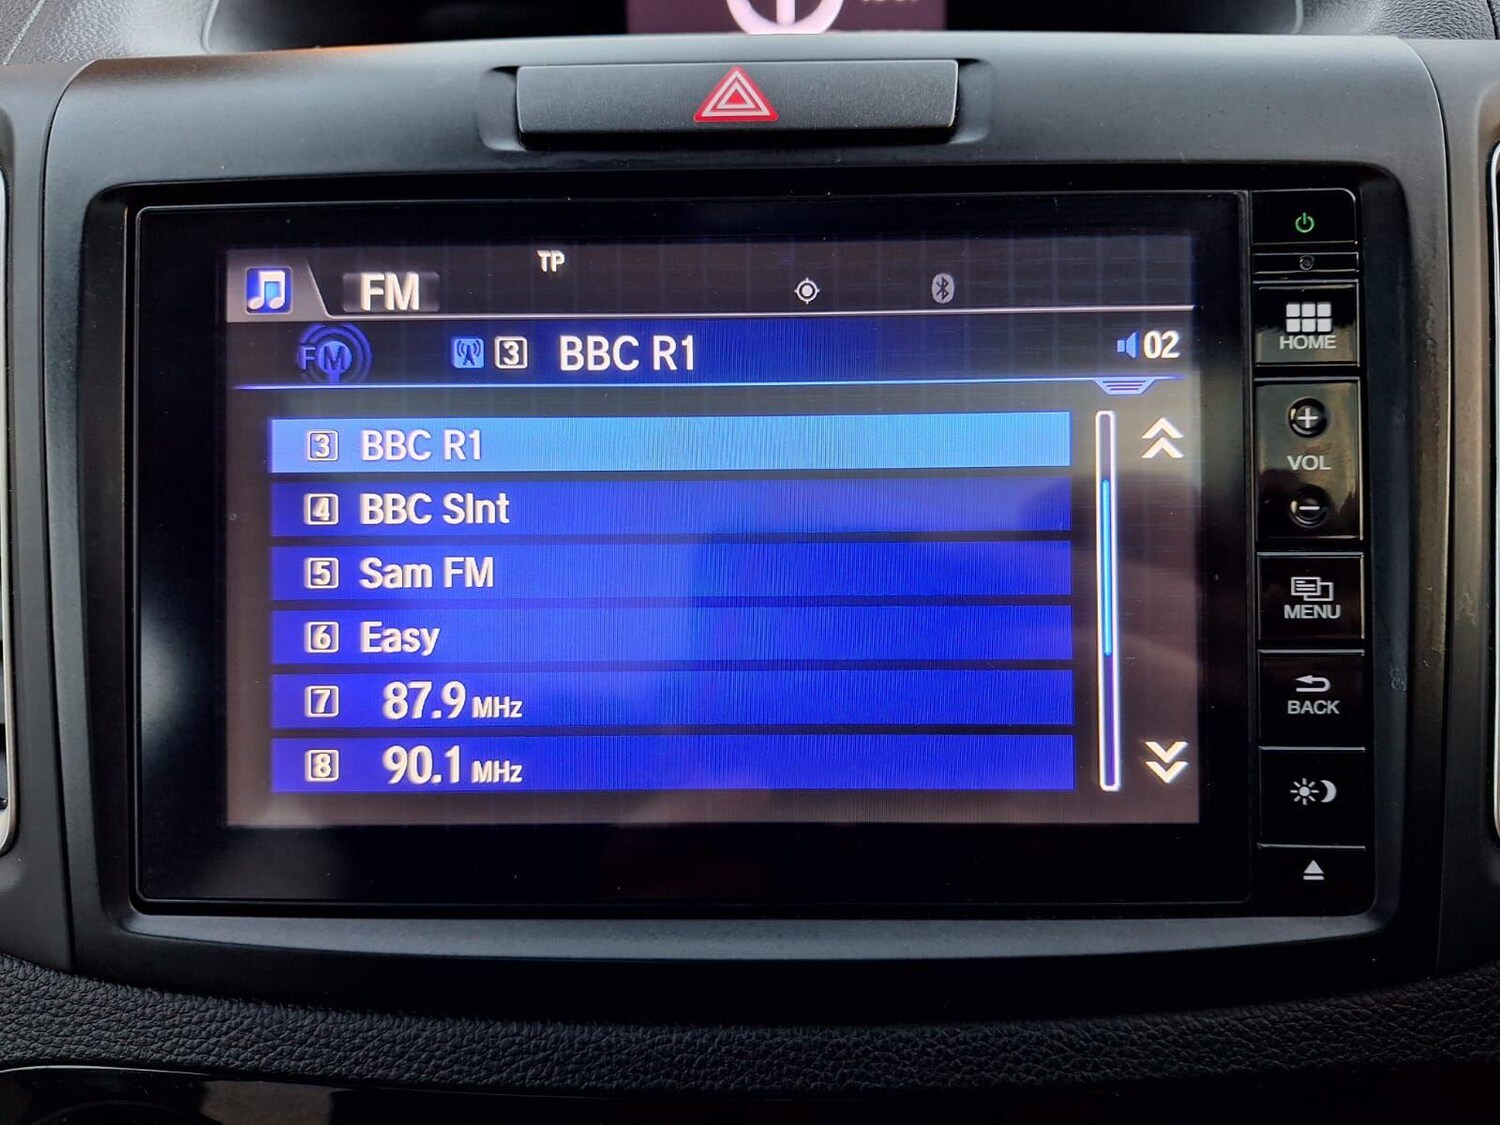 TP
FM
FM 3 BBC R1 02
3 BBC R1
4 BBC Slnt
5 Sam FM
6 Easy
7 87.9 MHz
8 90.1 MHz
HOME
VOL
MENU
BACK